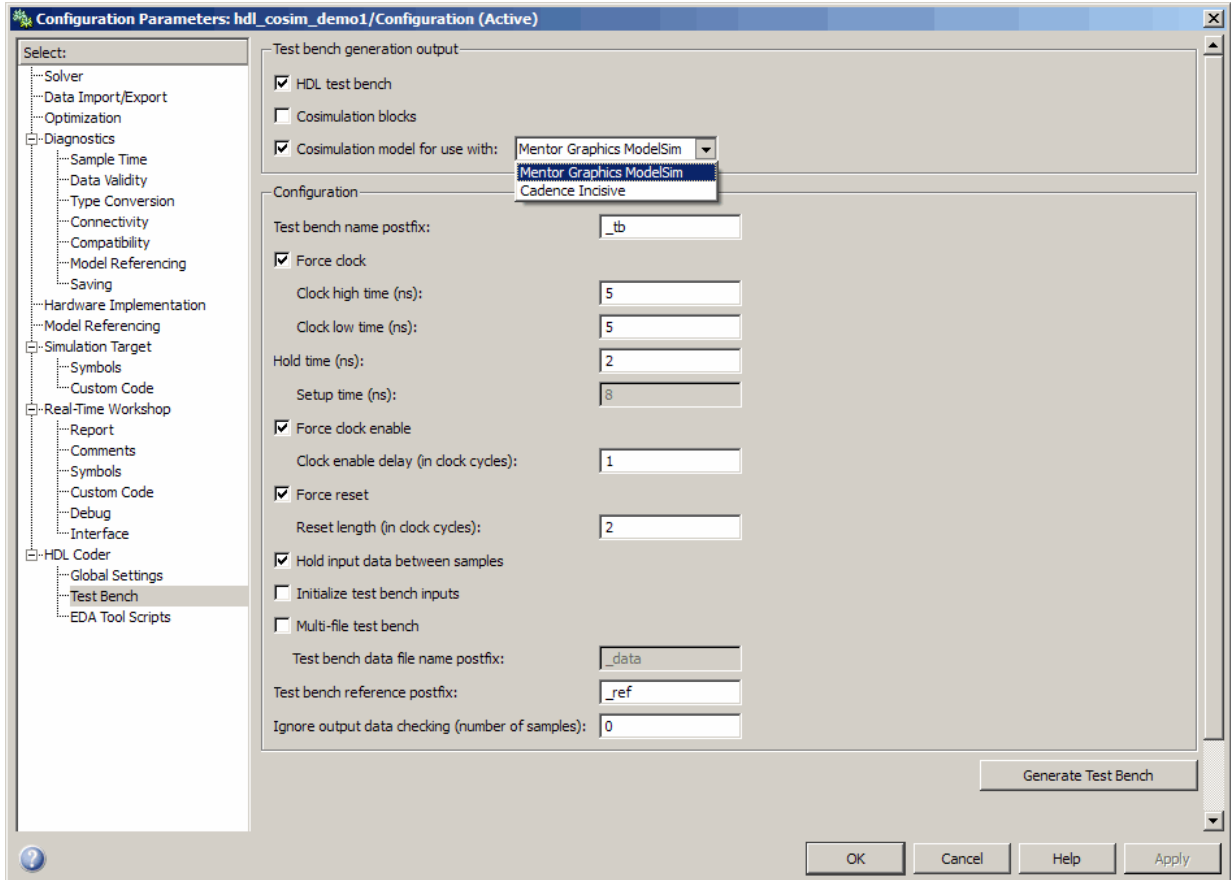 Configuration Parameters: hdl_cosim_demo1/Configuration (Active)
Select:
Solver
Data Import/Export
Optimization
Diagnostics
Sample Time
Data Validity
Type Conversion
Connectivity
Compatibility
Model Referencing
Saving
Hardware Implementation
Model Referencing
Simulation Target
Symbols
Custom Code
Real-Time Workshop
Report
Comments
Symbols
Custom Code
Debug
Interface
HDL Coder
Global Settings
Test Bench
EDA Tool Scripts
Test bench generation output
HDL test bench
Cosimulation blocks
Cosimulation model for use with: Mentor Graphics ModelSim
Mentor Graphics ModelSim
Cadence Incisive
Configuration
Test bench name postfix: _tb
Force clock
Clock high time (ns): 5
Clock low time (ns): 5
Hold time (ns): 2
Setup time (ns): 8
Force clock enable
Clock enable delay (in clock cycles): 1
Force reset
Reset length (in clock cycles): 2
Hold input data between samples
Initialize test bench inputs
Multi-file test bench
Test bench data file name postfix: _data
Test bench reference postfix: _ref
Ignore output data checking (number of samples): 0
Generate Test Bench
OK Cancel Help Apply